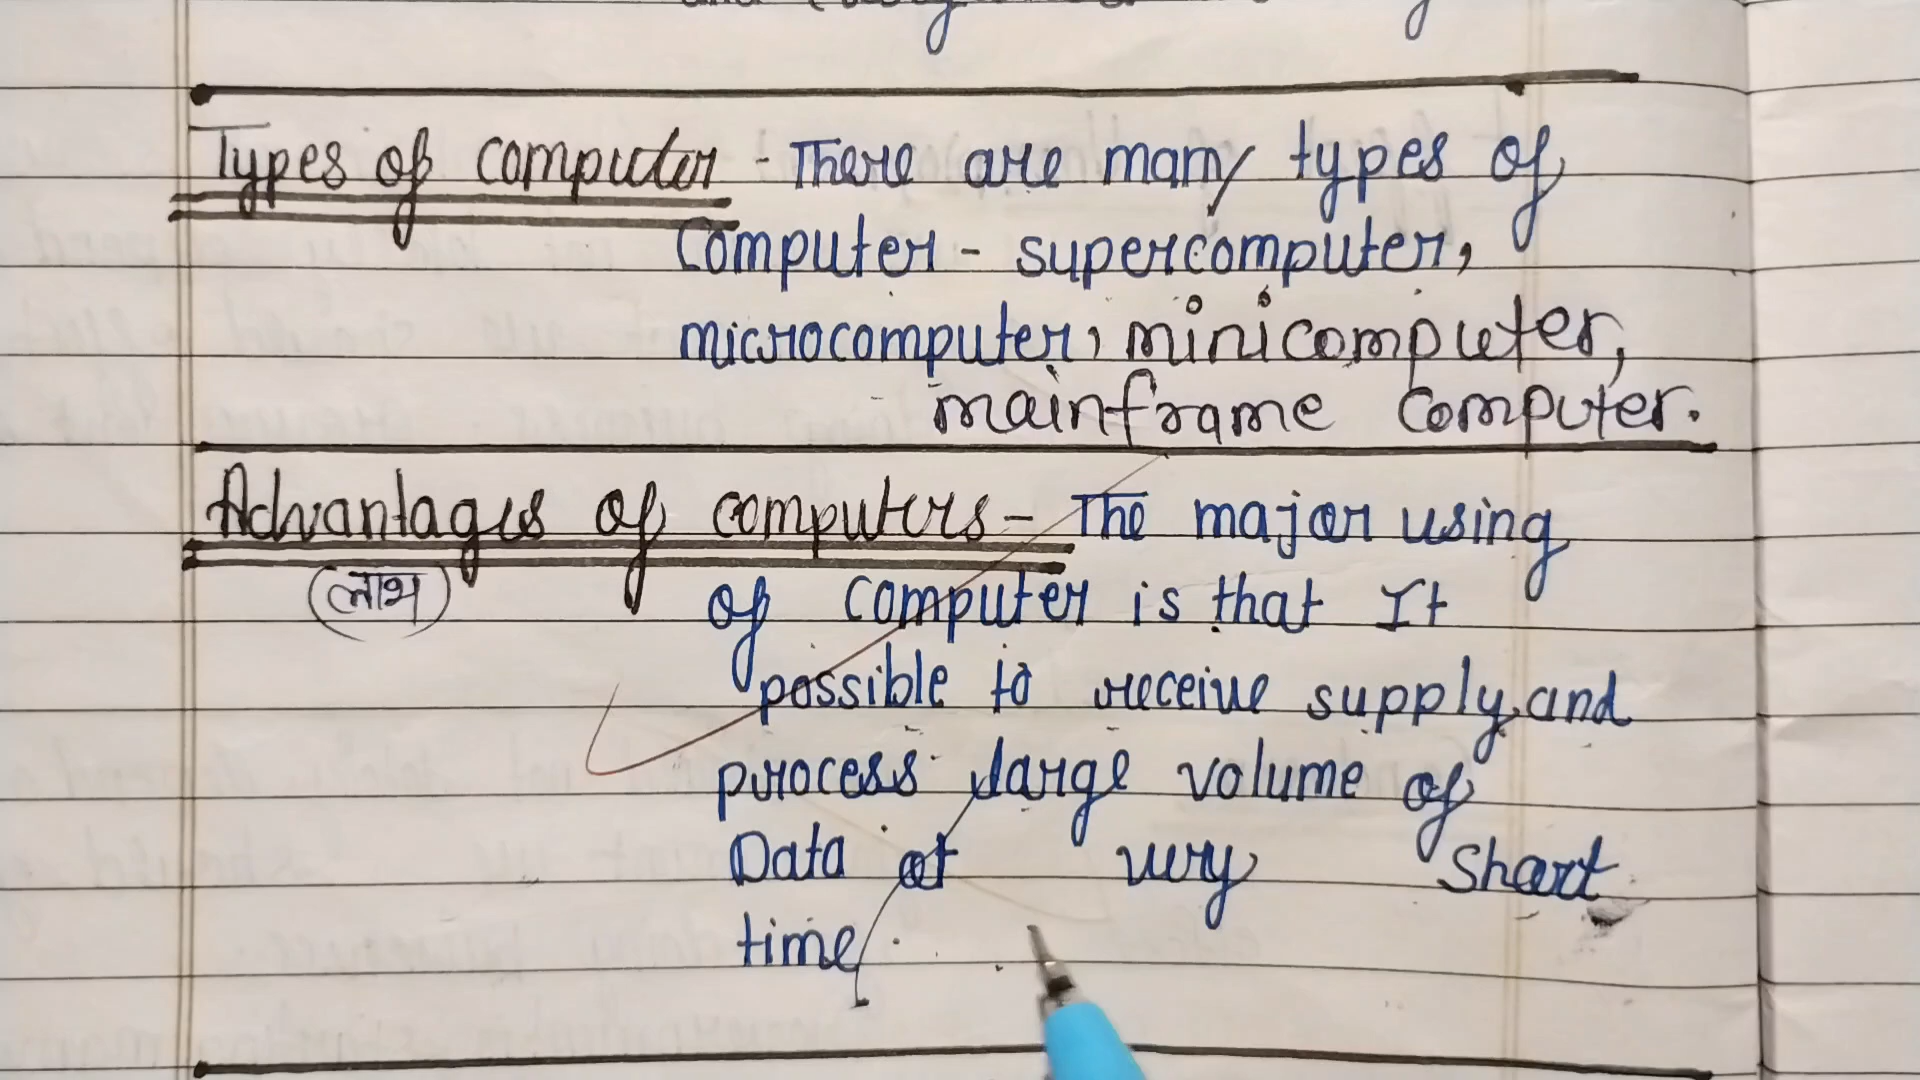 Types of computer - There are many types of
Computer - supercomputer,
microcomputer, minicomputer,
mainframe computer.
Advantages of computers - The major using
(लाभ)
of computer is that It
possible to receive supply and
process large volume of
Data at very Short
time.